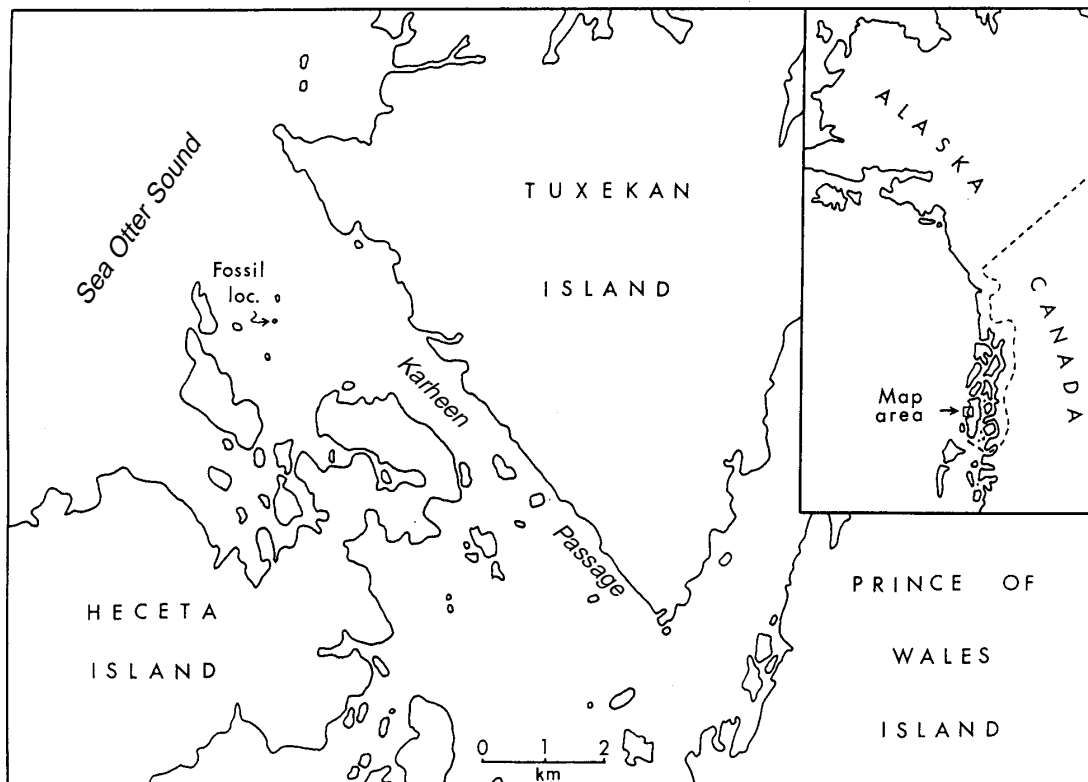 Sea Otter Sound
Fossil
loc.
TUXEKAN
ISLAND
Karheen
Passage
HECETA
ISLAND
0 1 2
km
PRINCE OF
WALES
ISLAND
ALASKA
CANADA
Map
area